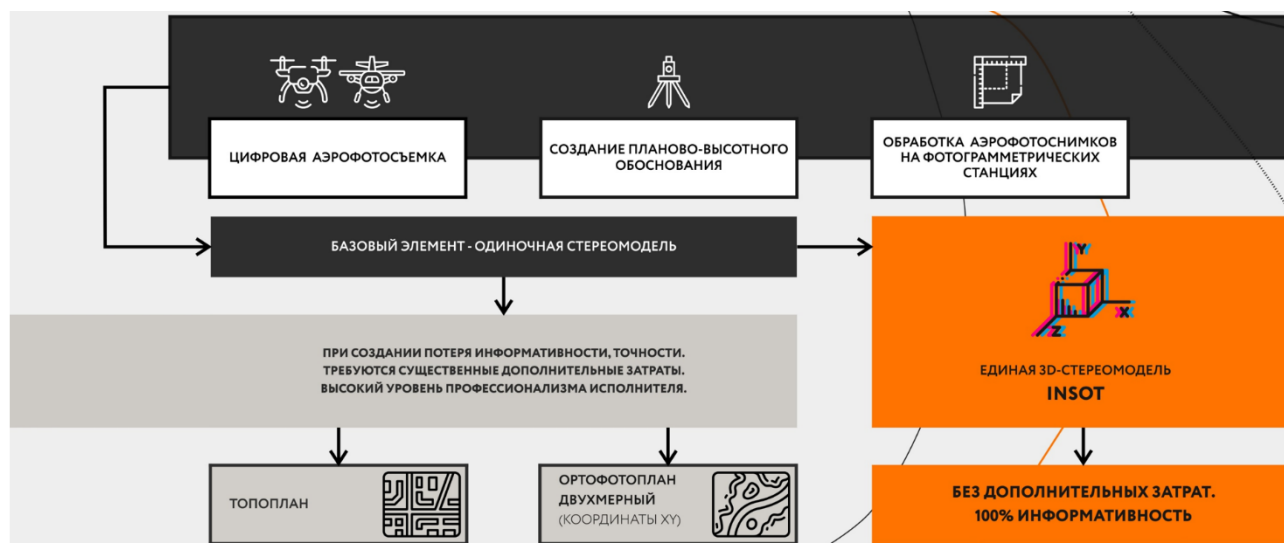 ЦИФРОВАЯ АЭРОФОТОСЪЕМКА
СОЗДАНИЕ ПЛАНОВО-ВЫСОТНОГО
ОБОСНОВАНИЯ
ОБРАБОТКА АЭРОФОТОСНИМКОВ
НА ФОТОГРАММЕТРИЧЕСКИХ
СТАНЦИЯХ
БАЗОВЫЙ ЭЛЕМЕНТ - ОДИНОЧНАЯ СТЕРЕОМОДЕЛЬ
Y
X
Z
ПРИ СОЗДАНИИ ПОТЕРЯ ИНФОРМАТИВНОСТИ, ТОЧНОСТИ.
ТРЕБУЮТСЯ СУЩЕСТВЕННЫЕ ДОПОЛНИТЕЛЬНЫЕ ЗАТРАТЫ.
ВЫСОКИЙ УРОВЕНЬ ПРОФЕССИОНАЛИЗМА ИСПОЛНИТЕЛЯ.
ЕДИНАЯ 3D-СТЕРЕОМОДЕЛЬ
INSOT
ТОПОПЛАН
ОРТОФОТОПЛАН
ДВУХМЕРНЫЙ
(КООРДИНАТЫ XY)
БЕЗ ДОПОЛНИТЕЛЬНЫХ ЗАТРАТ.
100% ИНФОРМАТИВНОСТЬ